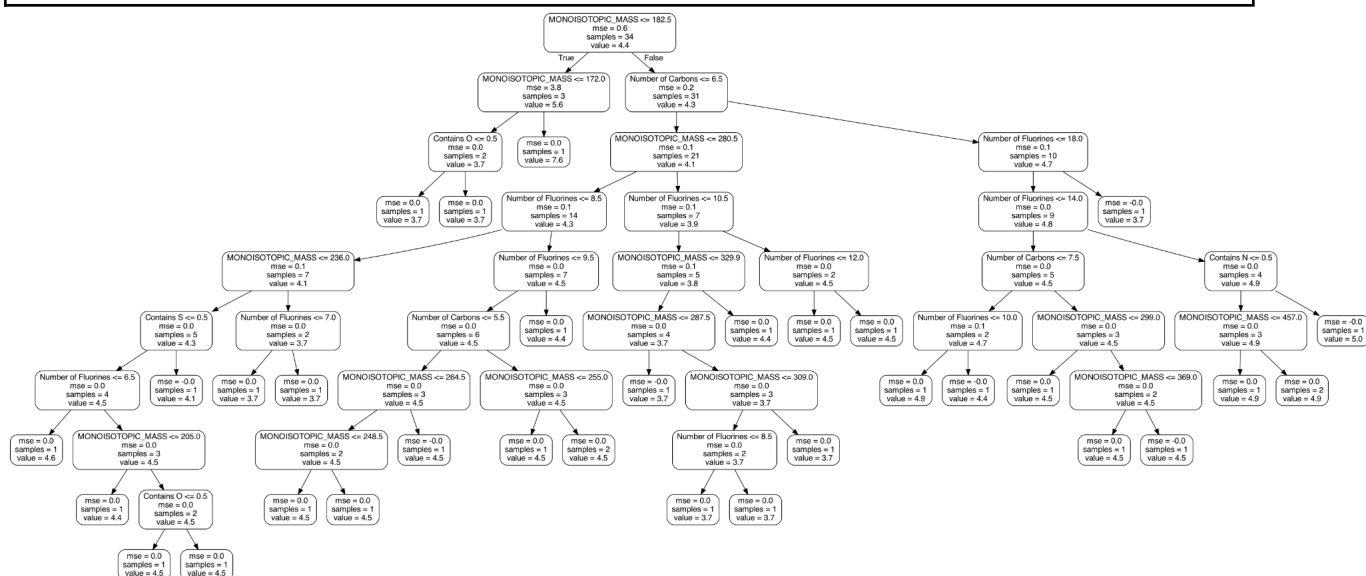 MONOISOTOPIC_MASS <= 182.5
mse = 0.6
samples = 34
value = 4.4
True
False
MONOISOTOPIC_MASS <= 172.0
mse = 3.8
samples = 3
value = 5.6
Number of Carbons <= 6.5
mse = 0.2
samples = 31
value = 4.3
Contains O <= 0.5
mse = 0.0
samples = 2
value = 3.7
mse = 0.0
samples = 1
value = 7.6
MONOISOTOPIC_MASS <= 280.5
mse = 0.1
samples = 21
value = 4.1
Number of Fluorines <= 18.0
mse = 0.1
samples = 10
value = 4.7
mse = 0.0
samples = 1
value = 3.7
mse = 0.0
samples = 1
value = 3.7
Number of Fluorines <= 8.5
mse = 0.1
samples = 14
value = 4.3
Number of Fluorines <= 10.5
mse = 0.1
samples = 7
value = 3.9
Number of Fluorines <= 14.0
mse = 0.0
samples = 9
value = 4.8
mse = -0.0
samples = 1
value = 3.7
MONOISOTOPIC_MASS <= 236.0
mse = 0.1
samples = 7
value = 4.1
Number of Fluorines <= 9.5
mse = 0.0
samples = 7
value = 4.5
MONOISOTOPIC_MASS <= 329.9
mse = 0.1
samples = 5
value = 3.8
Number of Fluorines <= 12.0
mse = 0.0
samples = 2
value = 4.5
Number of Carbons <= 7.5
mse = 0.0
samples = 5
value = 4.5
Contains N <= 0.5
mse = 0.0
samples = 4
value = 4.9
Contains S <= 0.5
mse = 0.0
samples = 5
value = 4.3
Number of Fluorines <= 7.0
mse = 0.0
samples = 2
value = 3.7
Number of Carbons <= 5.5
mse = 0.0
samples = 6
value = 4.5
mse = 0.0
samples = 1
value = 4.4
MONOISOTOPIC_MASS <= 287.5
mse = 0.0
samples = 4
value = 3.7
mse = 0.0
samples = 1
value = 4.4
mse = 0.0
samples = 1
value = 4.5
mse = 0.0
samples = 1
value = 4.5
Number of Fluorines <= 10.0
mse = 0.1
samples = 2
value = 4.7
MONOISOTOPIC_MASS <= 299.0
mse = 0.0
samples = 3
value = 4.5
MONOISOTOPIC_MASS <= 457.0
mse = 0.0
samples = 3
value = 4.9
mse = -0.0
samples = 1
value = 5.0
Number of Fluorines <= 6.5
mse = 0.0
samples = 4
value = 4.5
mse = -0.0
samples = 1
value = 4.1
mse = 0.0
samples = 1
value = 3.7
mse = 0.0
samples = 1
value = 3.7
MONOISOTOPIC_MASS <= 264.5
mse = 0.0
samples = 3
value = 4.5
MONOISOTOPIC_MASS <= 255.0
mse = 0.0
samples = 3
value = 4.5
mse = -0.0
samples = 1
value = 3.7
MONOISOTOPIC_MASS <= 309.0
mse = 0.0
samples = 3
value = 3.7
mse = 0.0
samples = 1
value = 4.9
mse = -0.0
samples = 1
value = 4.4
mse = 0.0
samples = 1
value = 4.5
MONOISOTOPIC_MASS <= 369.0
mse = 0.0
samples = 2
value = 4.5
mse = 0.0
samples = 1
value = 4.9
mse = 0.0
samples = 2
value = 4.9
mse = 0.0
samples = 1
value = 4.6
MONOISOTOPIC_MASS <= 205.0
mse = 0.0
samples = 3
value = 4.5
MONOISOTOPIC_MASS <= 248.5
mse = 0.0
samples = 2
value = 4.5
mse = -0.0
samples = 1
value = 4.5
mse = 0.0
samples = 1
value = 4.5
mse = 0.0
samples = 2
value = 4.5
Number of Fluorines <= 8.5
mse = 0.0
samples = 2
value = 3.7
mse = 0.0
samples = 1
value = 3.7
mse = 0.0
samples = 1
value = 4.5
mse = -0.0
samples = 1
value = 4.5
mse = 0.0
samples = 1
value = 4.4
Contains O <= 0.5
mse = 0.0
samples = 2
value = 4.5
mse = 0.0
samples = 1
value = 4.5
mse = 0.0
samples = 1
value = 4.5
mse = 0.0
samples = 1
value = 3.7
mse = 0.0
samples = 1
value = 3.7
mse = 0.0
samples = 1
value = 4.5
mse = 0.0
samples = 1
value = 4.5